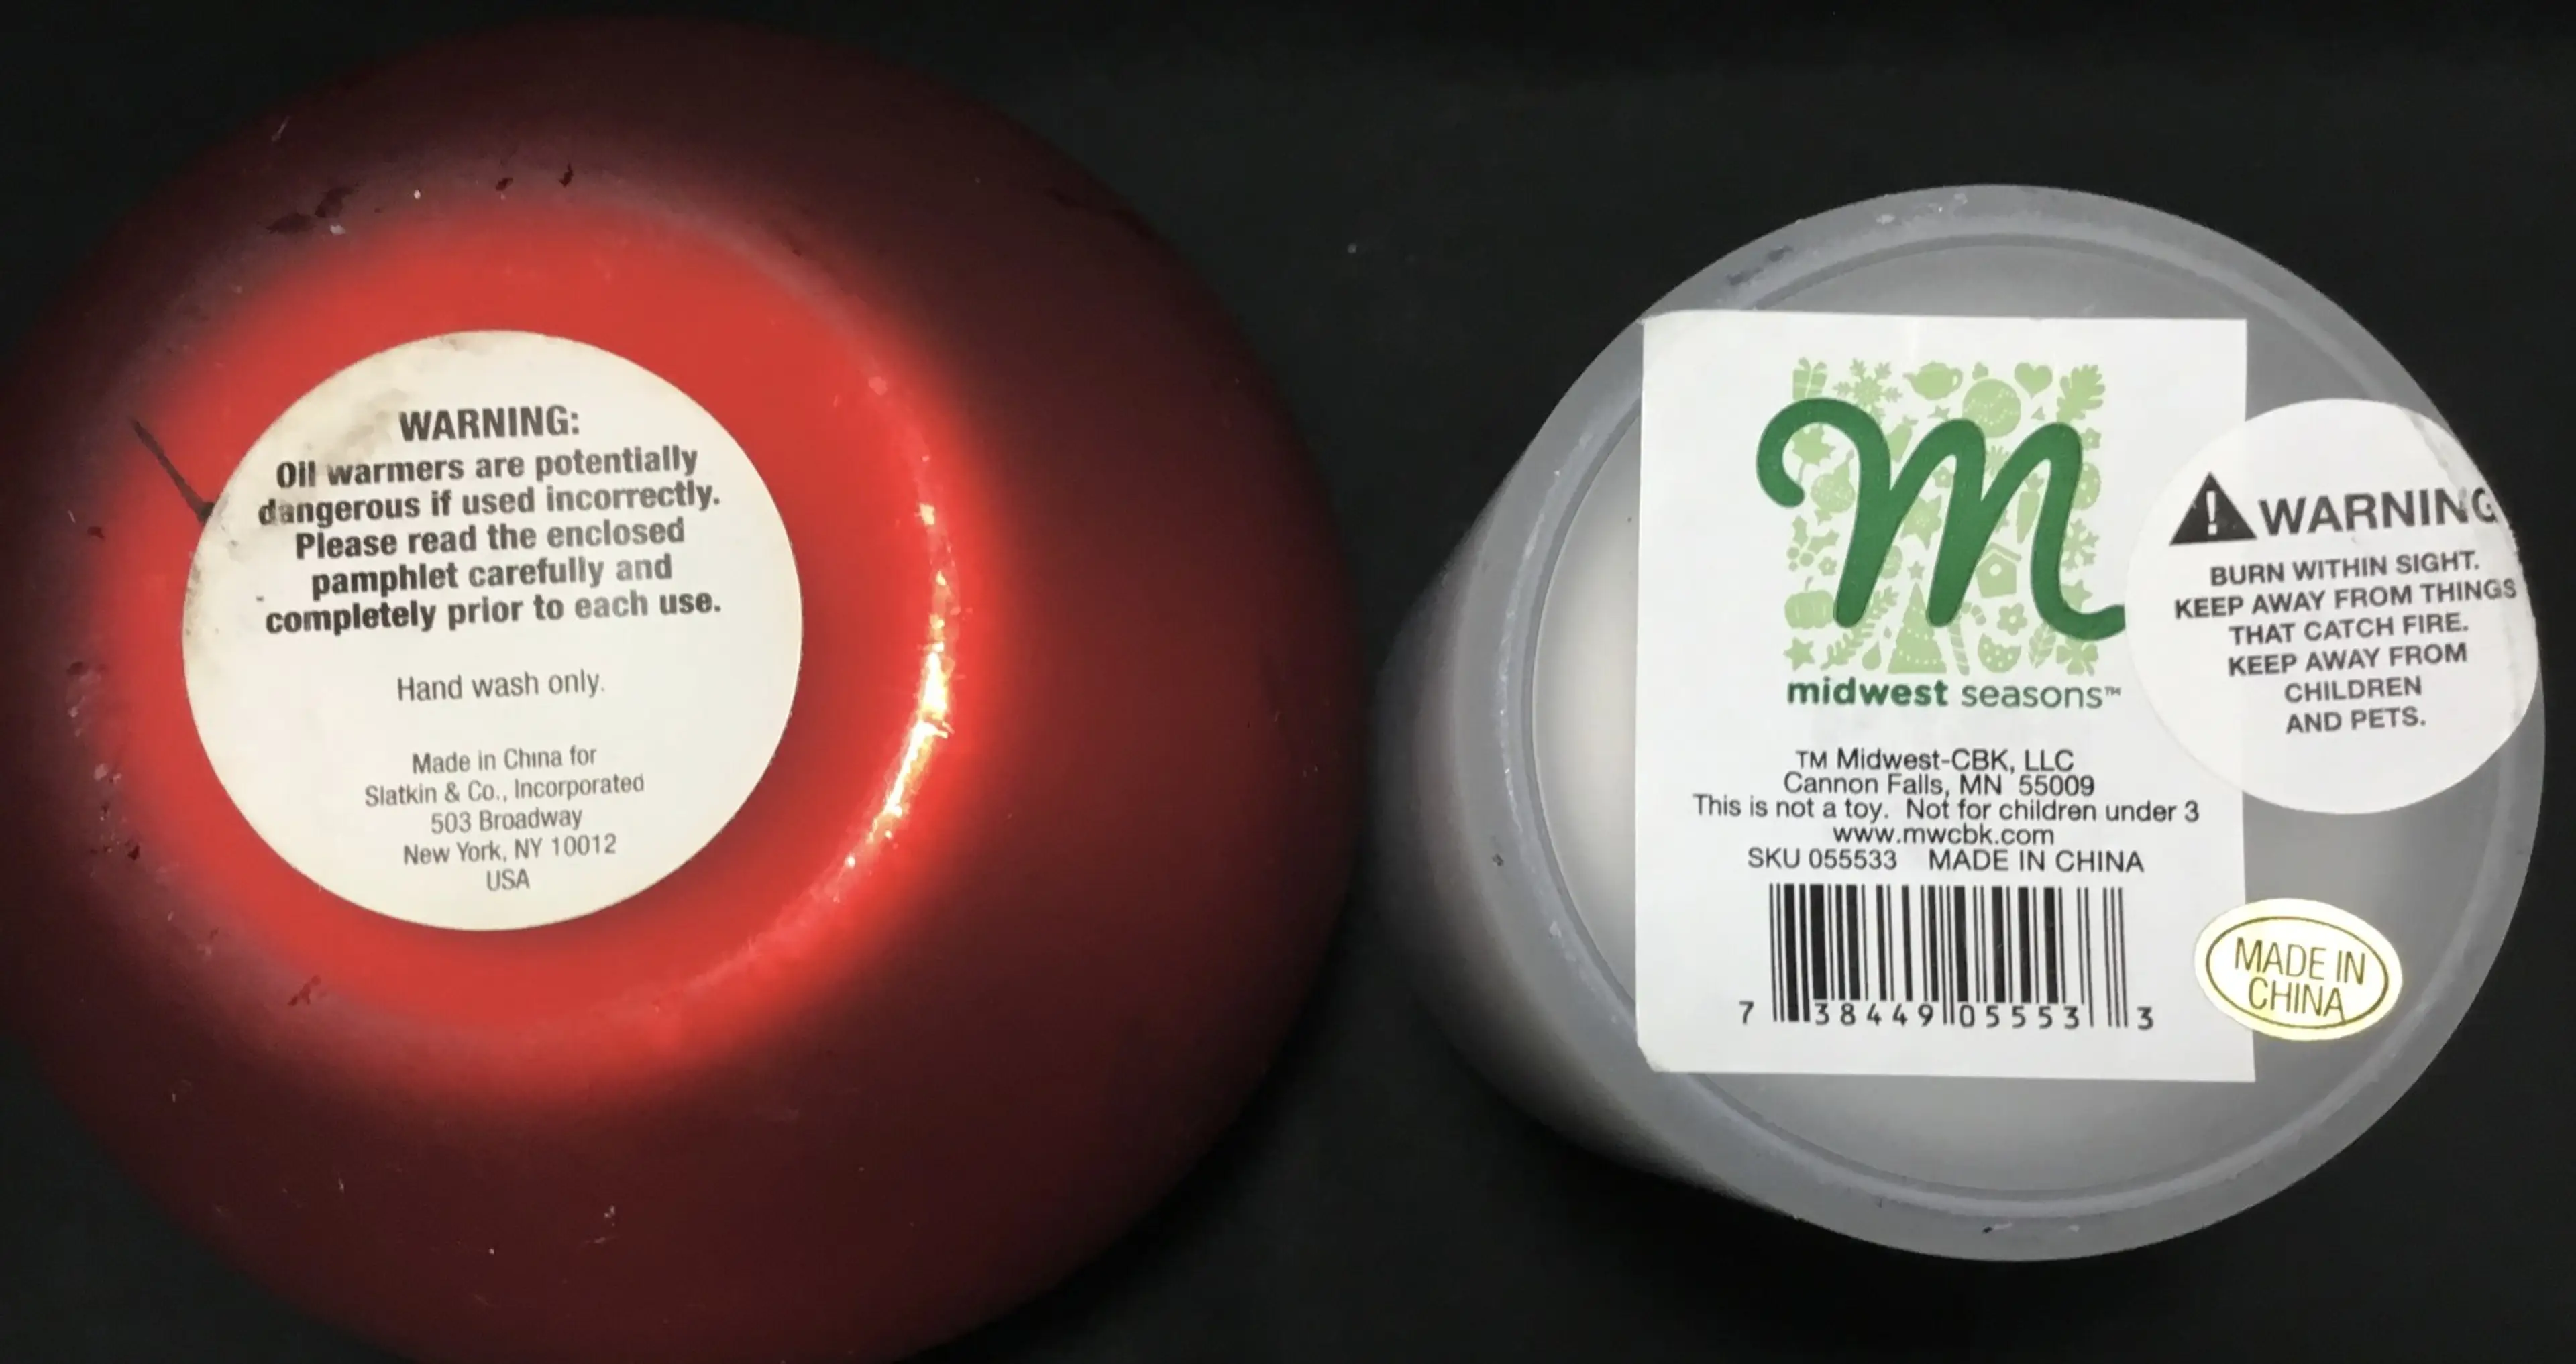 WARNING:
Oil warmers are potentially
dangerous if used incorrectly.
Please read the enclosed
pamphlet carefully and
completely prior to each use.
Hand wash only.
Made in China for
Slatkin & Co., Incorporated
503 Broadway
New York, NY 10012
USA
m
midwest seasons™
TM Midwest-CBK, LLC
Cannon Falls, MN 55009
This is not a toy. Not for children under 3
www.mwcbk.com
SKU 055533 MADE IN CHINA
7 38449 05553 3
! WARNING
BURN WITHIN SIGHT.
KEEP AWAY FROM THINGS
THAT CATCH FIRE.
KEEP AWAY FROM
CHILDREN
AND PETS.
MADE IN
CHINA